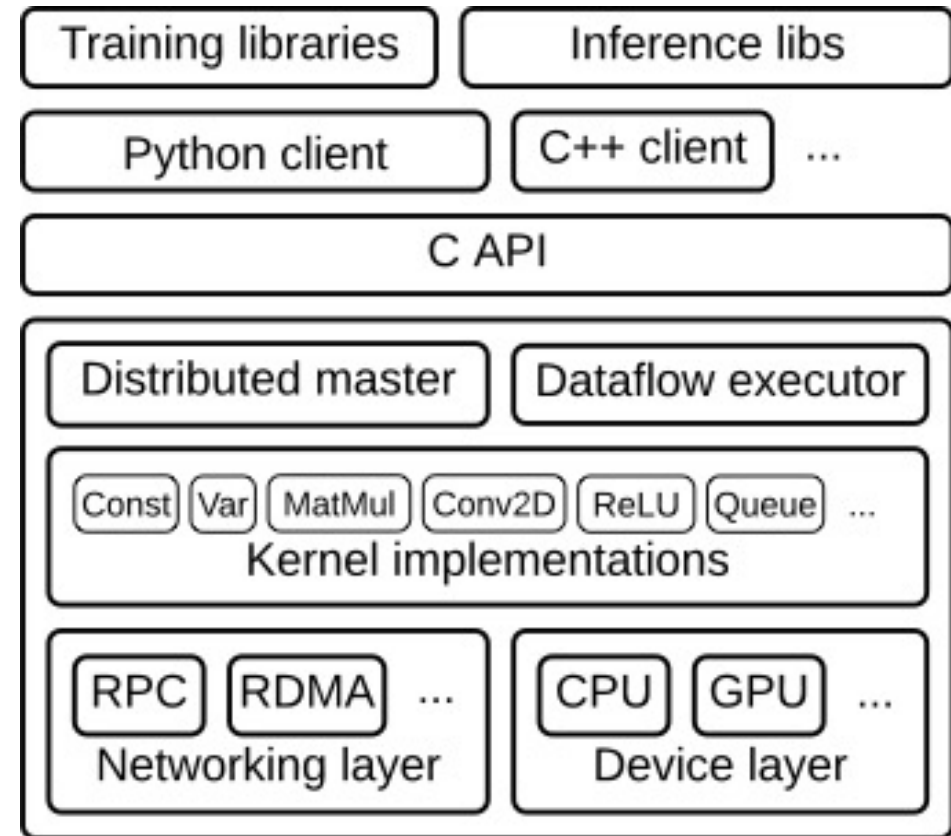 Training libraries
Inference libs
Python client
C++ client
...
C API
Distributed master
Dataflow executor
Const Var MatMul Conv2D ReLU Queue ...
Kernel implementations
RPC RDMA ...
Networking layer
CPU GPU ...
Device layer